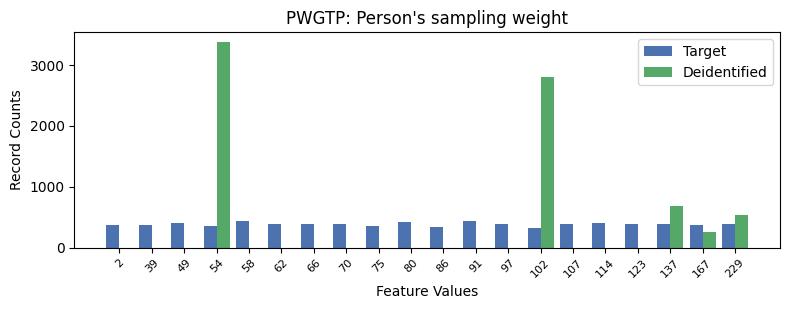 PWGTP: Person's sampling weight
Target
Deidentified
Record Counts
3000
2000
1000
0
2 39 49 54 58 62 66 70 75 80 86 91 97 102 107 114 123 137 167 229
Feature Values